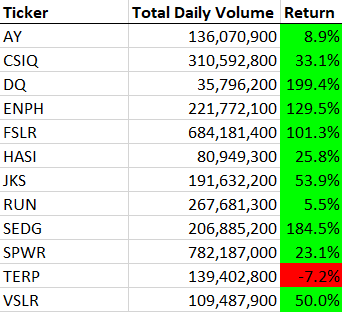 Ticker Total Daily Volume Return
AY 136,070,900 8.9%
CSIQ 310,592,800 33.1%
DQ 35,796,200 199.4%
ENPH 221,772,100 129.5%
FSLR 684,181,400 101.3%
HASI 80,949,300 25.8%
JKS 191,632,200 53.9%
RUN 267,681,300 5.5%
SEDG 206,885,200 184.5%
SPWR 782,187,000 23.1%
TERP 139,402,800 -7.2%
VSLR 109,487,900 50.0%